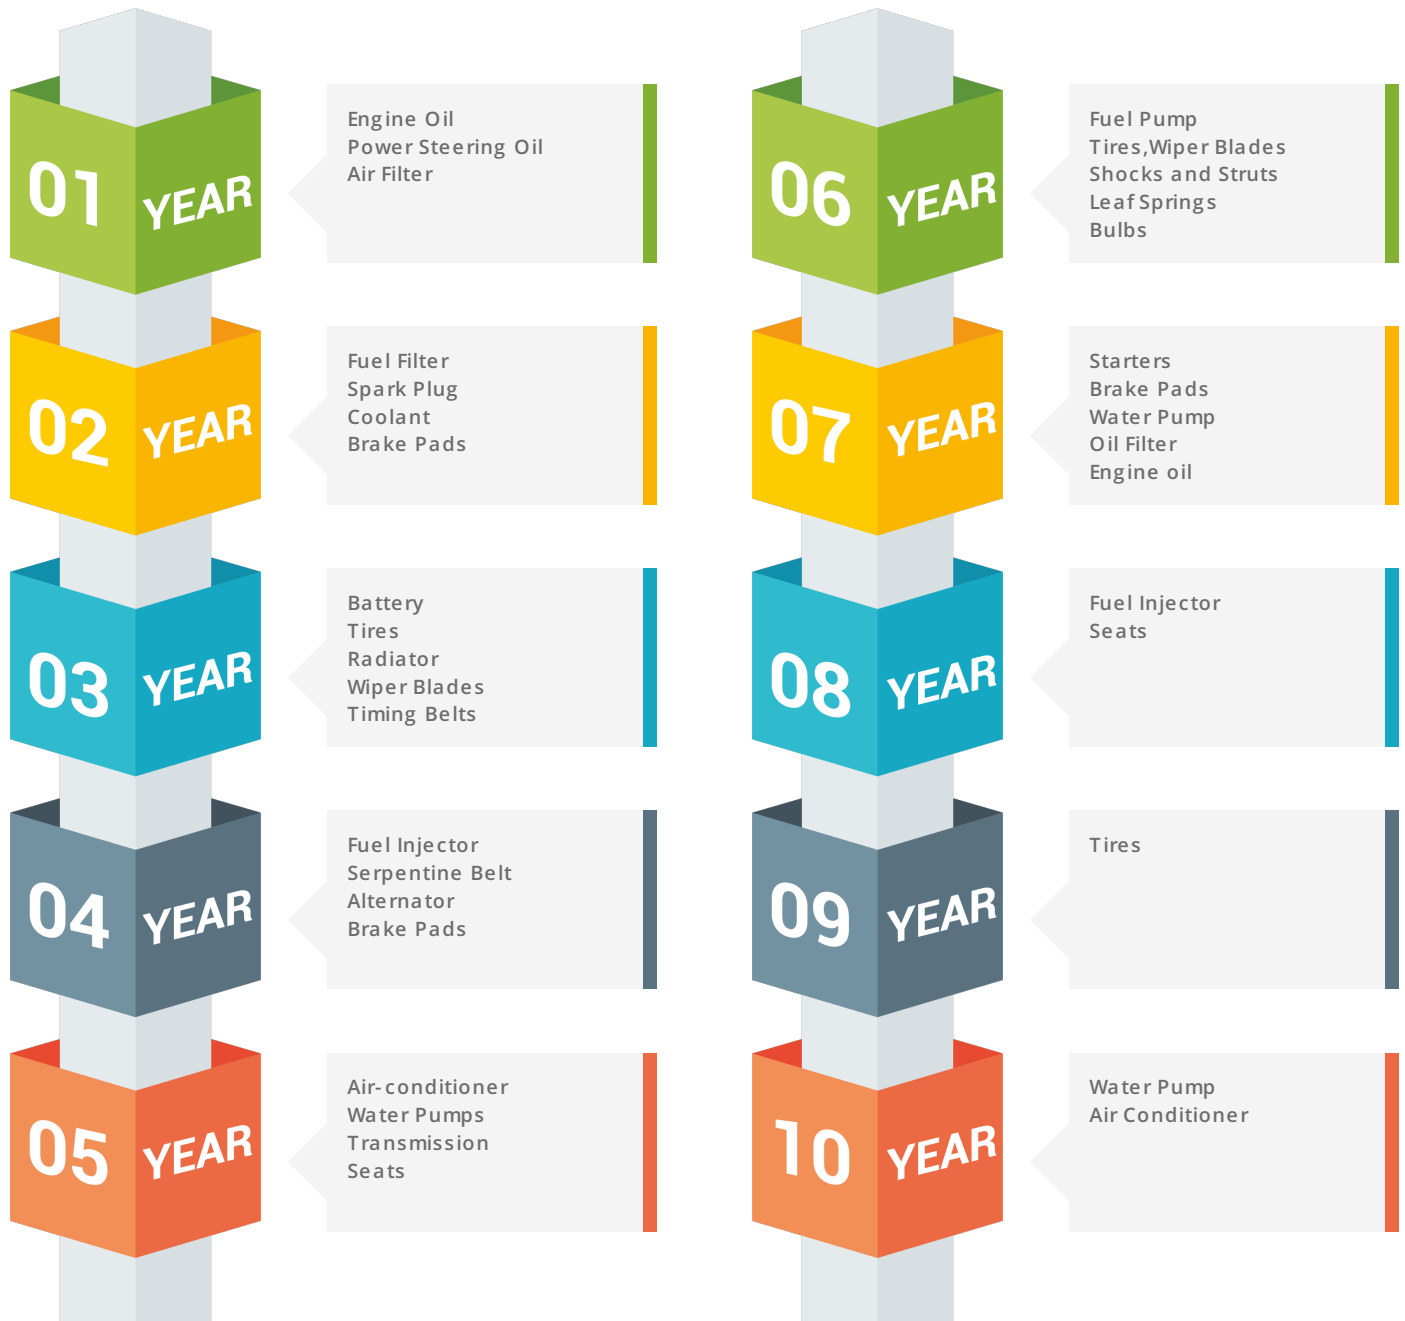 01 YEAR
Engine Oil
Power Steering Oil
Air Filter
02 YEAR
Fuel Filter
Spark Plug
Coolant
Brake Pads
03 YEAR
Battery
Tires
Radiator
Wiper Blades
Timing Belts
04 YEAR
Fuel Injector
Serpentine Belt
Alternator
Brake Pads
05 YEAR
Air-conditioner
Water Pumps
Transmission
Seats
06 YEAR
Fuel Pump
Tires,Wiper Blades
Shocks and Struts
Leaf Springs
Bulbs
07 YEAR
Starters
Brake Pads
Water Pump
Oil Filter
Engine oil
08 YEAR
Fuel Injector
Seats
09 YEAR
Tires
10 YEAR
Water Pump
Air Conditioner